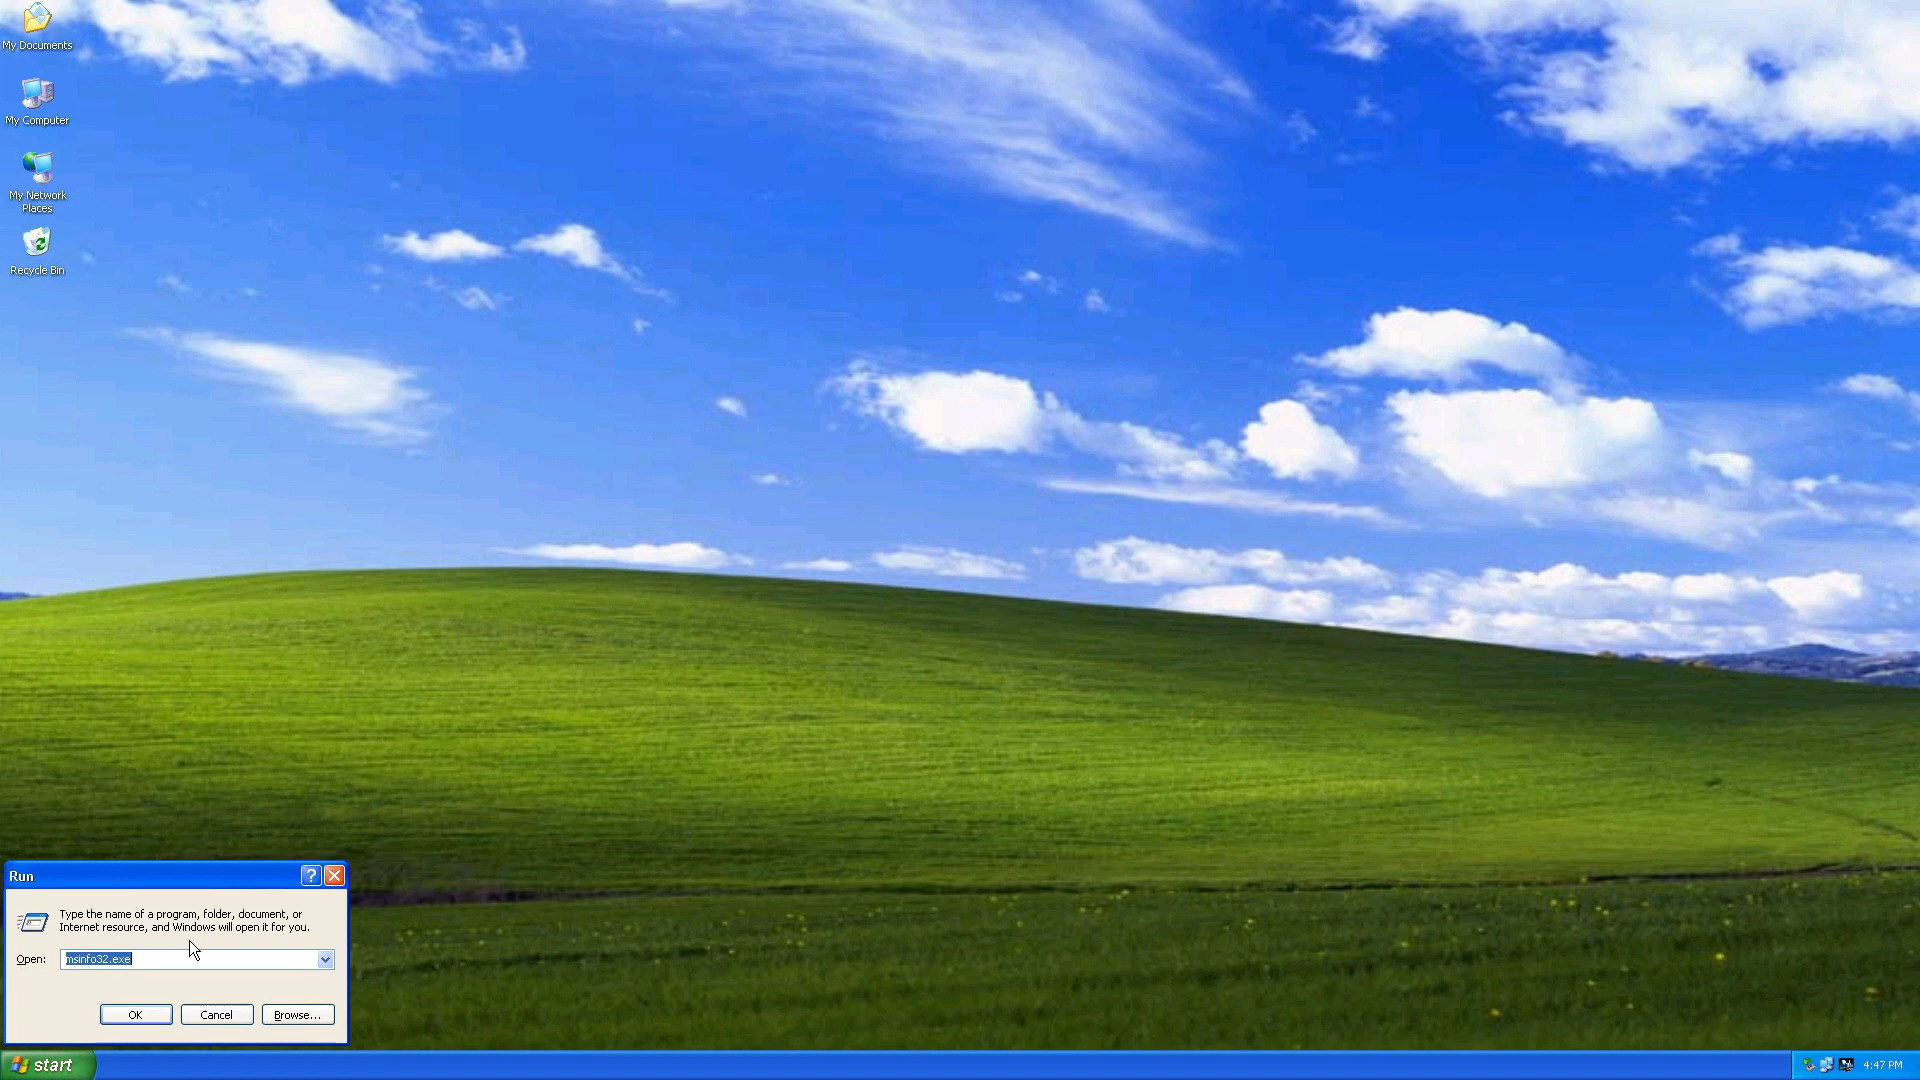 My Documents
My Computer
My Network
Places
Recycle Bin
Run
?
Type the name of a program, folder, document, or
Internet resource, and Windows will open it for you.
Open: msinfo32.exe
OK Cancel Browse...
start
4:47 PM